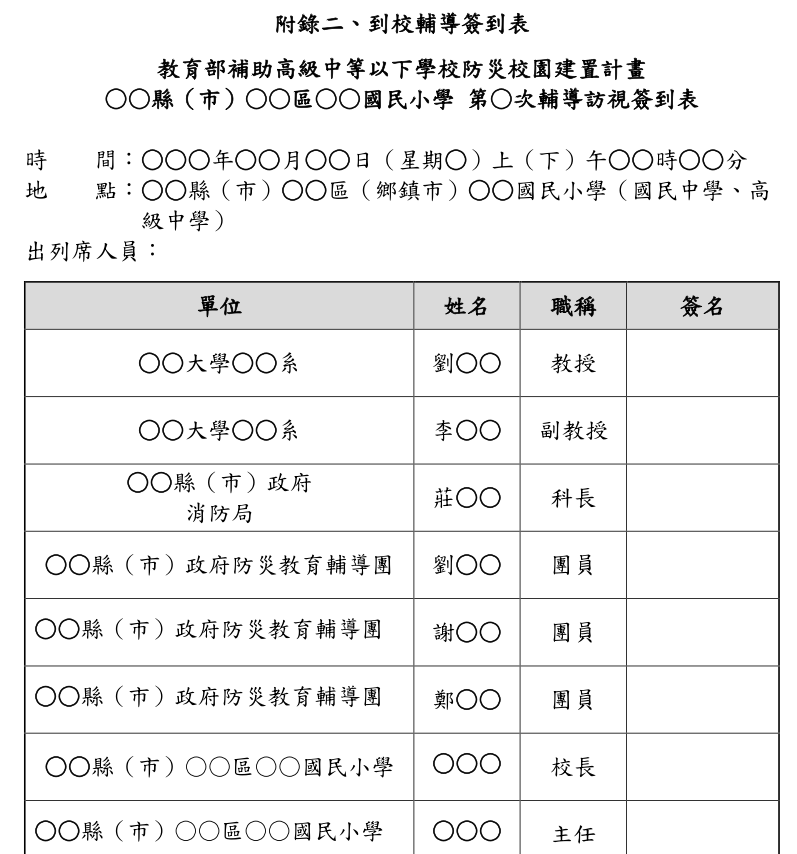 附錄二、到校輔導簽到表
教育部補助高級中等以下學校防災校園建置計畫
○○縣（市）○○區○○國民小學 第○次輔導訪視簽到表
時　　間：○○○年○○月○○日（星期○）上（下）午○○時○○分
地　　點：○○縣（市）○○區（鄉鎮市）○○國民小學（國民中學、高
級中學）
出列席人員：
單位 姓名 職稱 簽名
○○大學○○系 劉○○ 教授
○○大學○○系 李○○ 副教授
○○縣（市）政府
消防局 莊○○ 科長
○○縣（市）政府防災教育輔導團 劉○○ 團員
○○縣（市）政府防災教育輔導團 謝○○ 團員
○○縣（市）政府防災教育輔導團 鄭○○ 團員
○○縣（市）○○區○○國民小學 ○○○ 校長
○○縣（市）○○區○○國民小學 ○○○ 主任